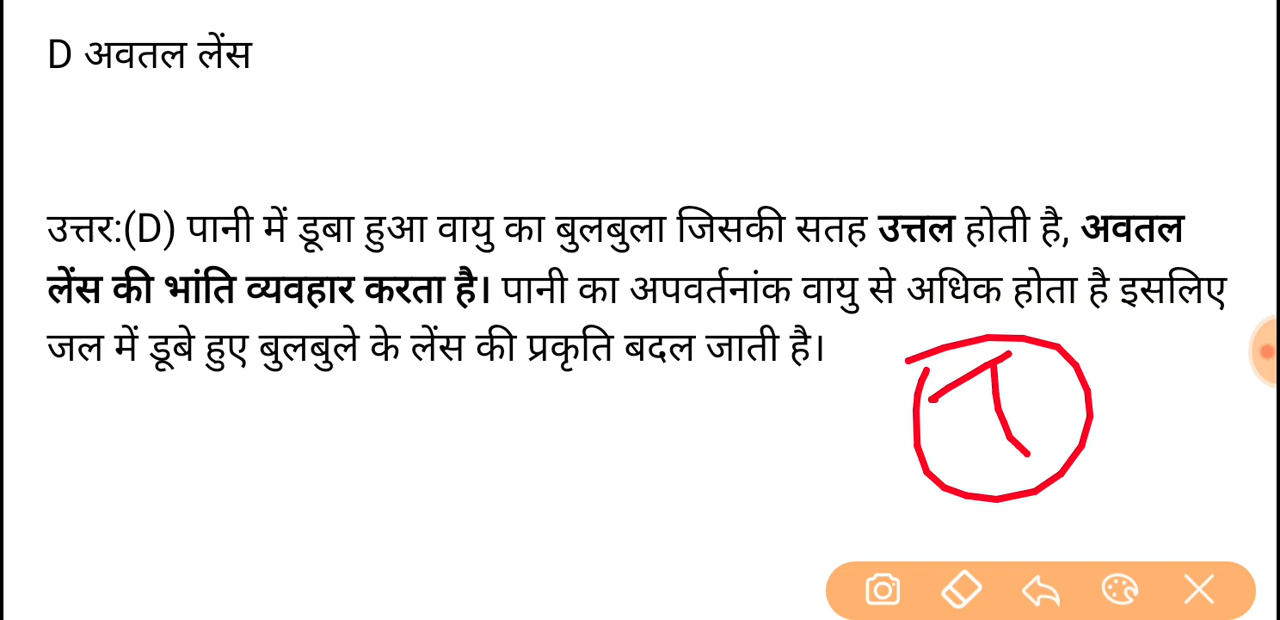 D अवतल लेंस
उत्तर:(D) पानी में डूबा हुआ वायु का बुलबुला जिसकी सतह उत्तल होती है, अवतल
लेंस की भांति व्यवहार करता है। पानी का अपवर्तनांक वायु से अधिक होता है इसलिए
जल में डूबे हुए बुलबुले के लेंस की प्रकृति बदल जाती है।